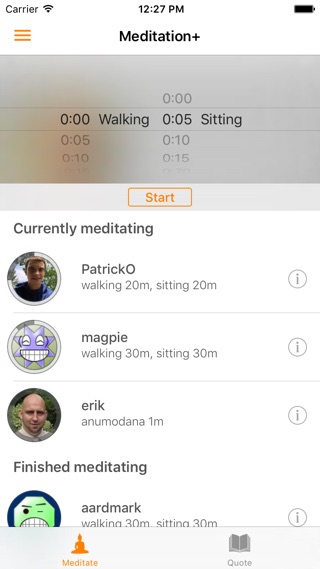 Carrier 12:27 PM
Meditation+
0:00
0:00 Walking 0:05 Sitting
0:05 0:10
0:10 0:15
Start
Currently meditating
PatrickO
walking 20m, sitting 20m
magpie
walking 30m, sitting 30m
erik
anumodana 1m
Finished meditating
aardmark
walking 30m, sitting 30m
Meditate Quote